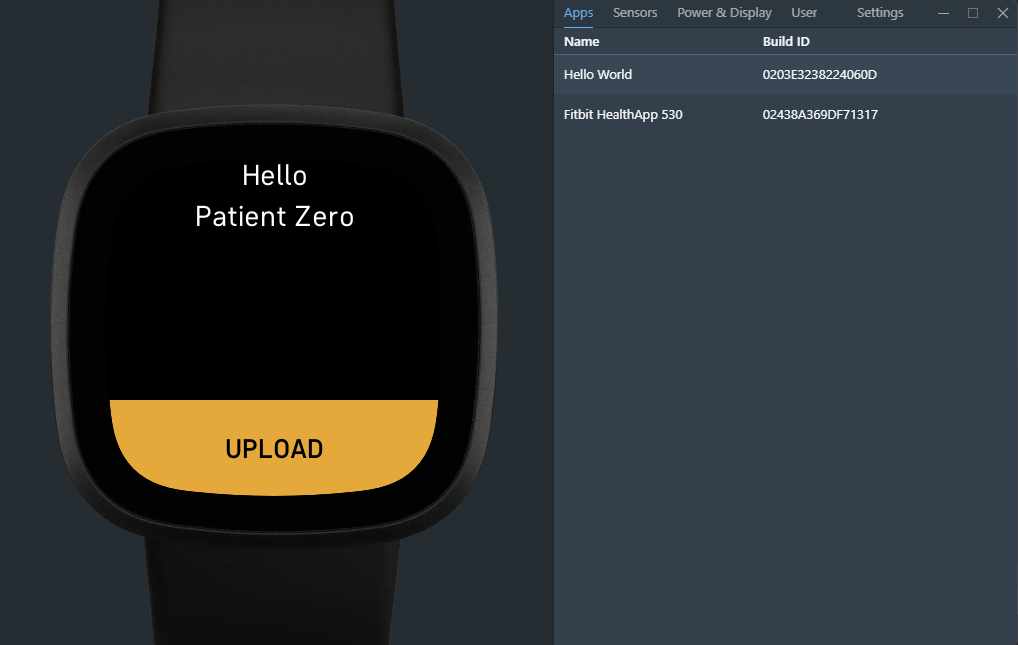 Hello
Patient Zero
UPLOAD
Apps Sensors Power & Display User Settings
Name Build ID
Hello World 0203E3238224060D
Fitbit HealthApp 530 02438A369DF71317